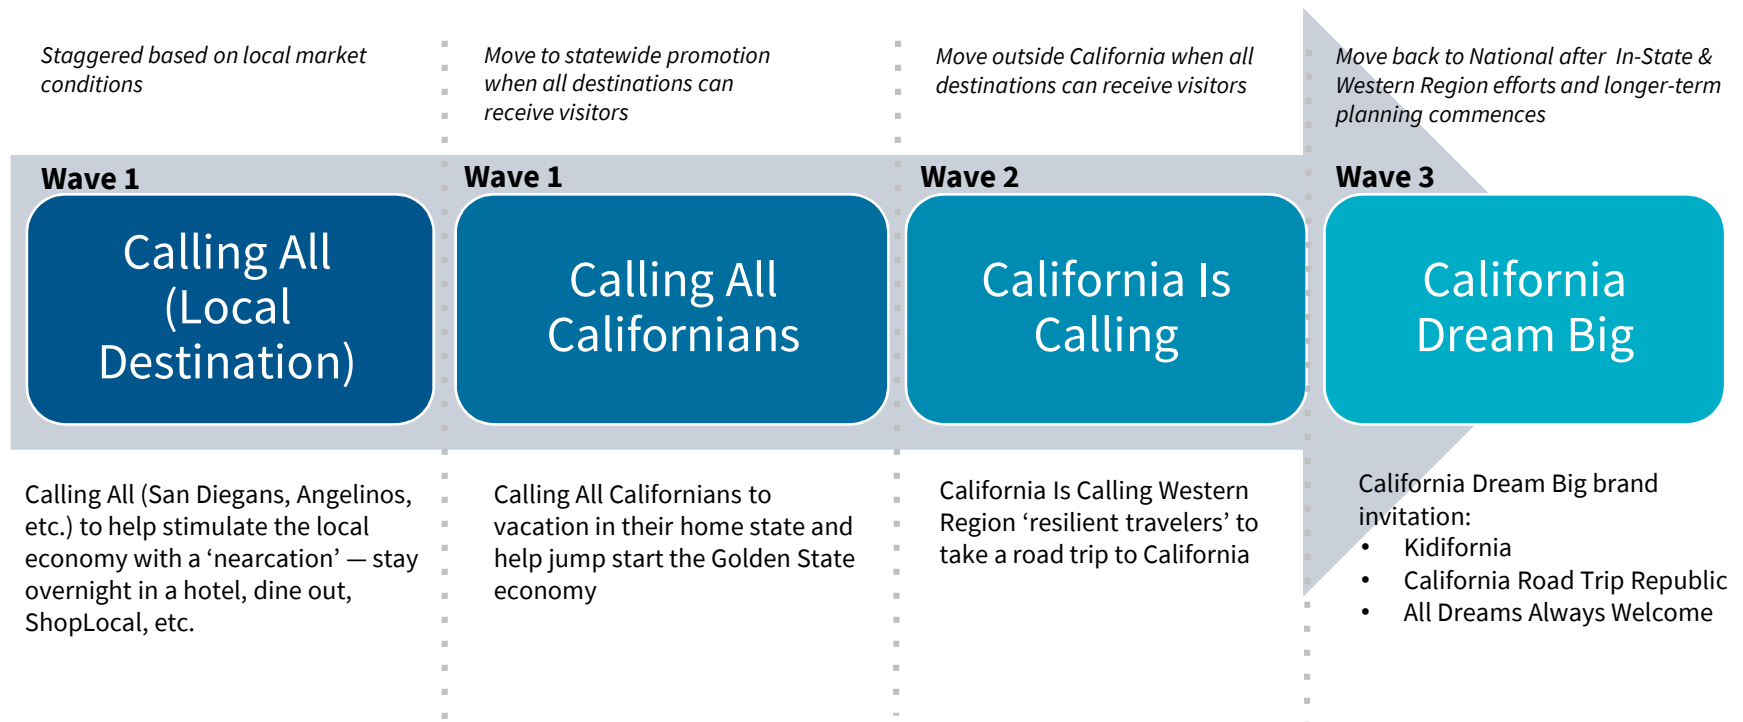 Staggered based on local market
conditions
Move to statewide promotion
when all destinations can
receive visitors
Move outside California when all
destinations can receive visitors
Move back to National after In-State &
Western Region efforts and longer-term
planning commences
Wave 1
Wave 1
Wave 2
Wave 3
Calling All
(Local
Destination)
Calling All
Californians
California Is
Calling
California
Dream Big
Calling All (San Diegans, Angelinos,
etc.) to help stimulate the local
economy with a ‘nearcation’ — stay
overnight in a hotel, dine out,
ShopLocal, etc.
Calling All Californians to
vacation in their home state and
help jump start the Golden State
economy
California Is Calling Western
Region ‘resilient travelers’ to
take a road trip to California
California Dream Big brand
invitation:
• Kidifornia
• California Road Trip Republic
• All Dreams Always Welcome